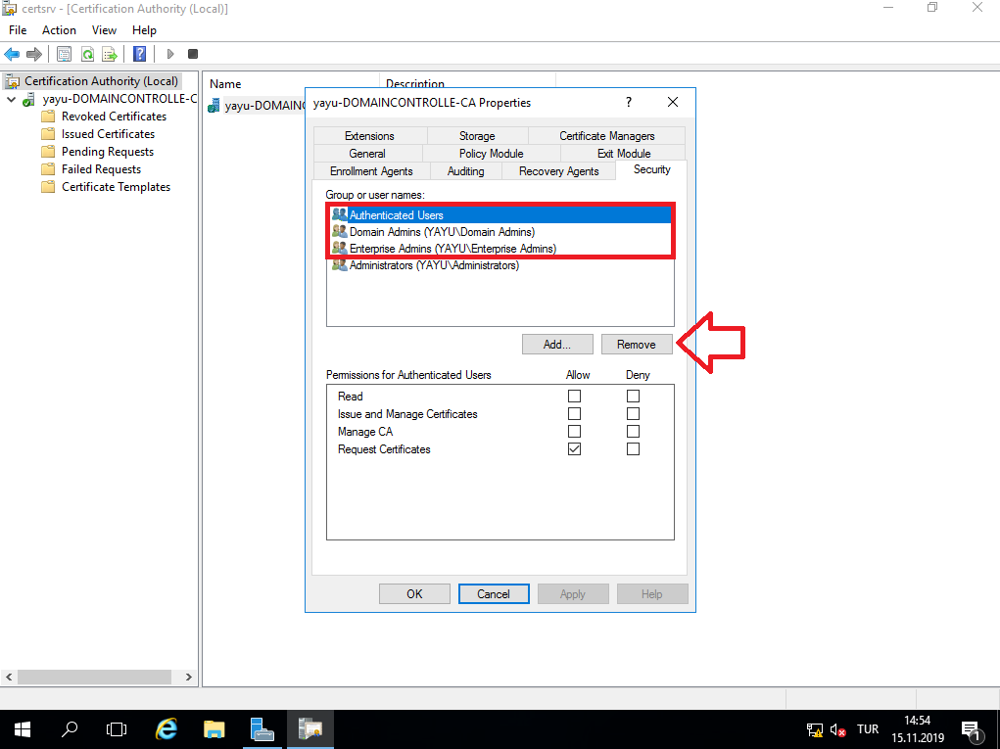 certsrv - [Certification Authority (Local)]
File Action View Help
Certification Authority (Local)
yayu-DOMAINCONTROLLE-C
Revoked Certificates
Issued Certificates
Pending Requests
Failed Requests
Certificate Templates
Name Description
yayu-DOMAINC
yayu-DOMAINCONTROLLE-CA Properties
Extensions Storage Certificate Managers
General Policy Module Exit Module
Enrollment Agents Auditing Recovery Agents Security
Group or user names:
Authenticated Users
Domain Admins (YAYU\Domain Admins)
Enterprise Admins (YAYU\Enterprise Admins)
Administrators (YAYU\Administrators)
Add... Remove
Permissions for Authenticated Users Allow Deny
Read
Issue and Manage Certificates
Manage CA
Request Certificates
OK Cancel Apply Help
TUR
14:54
15.11.2019
1